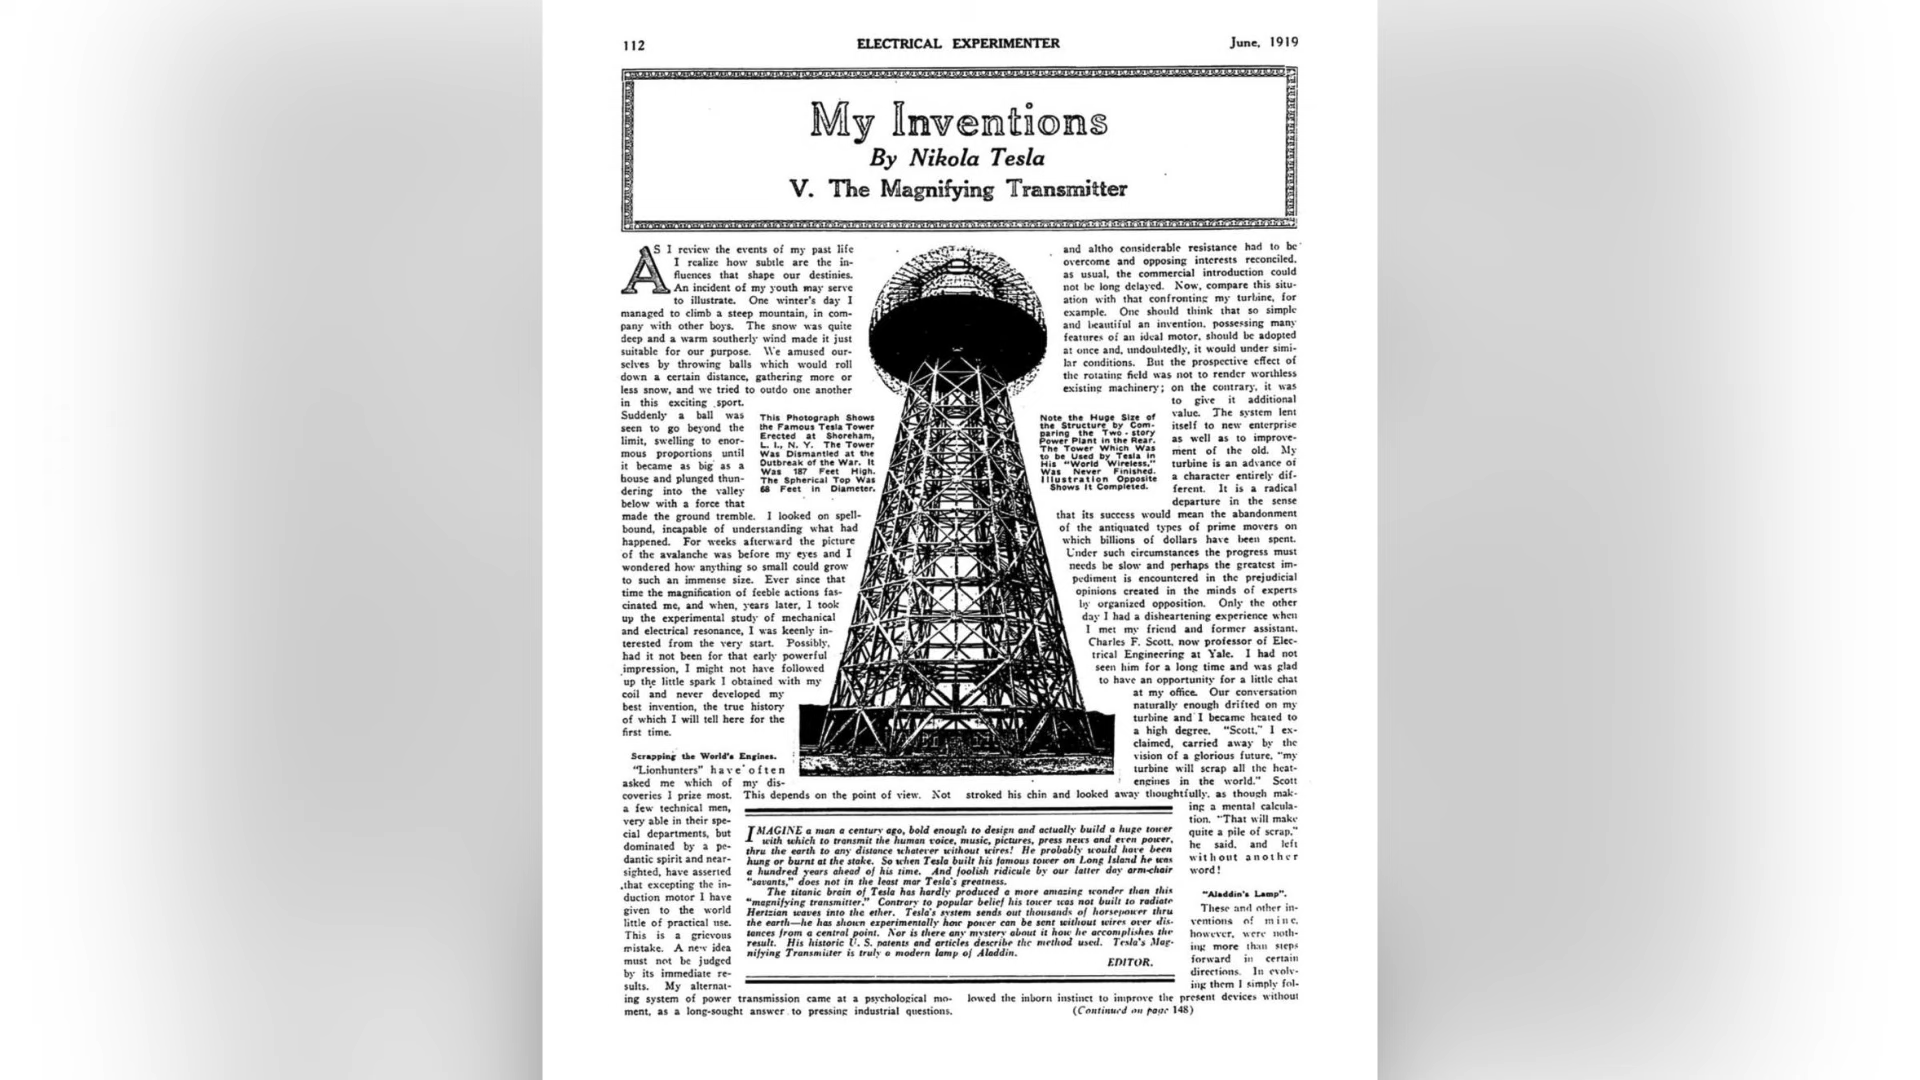 112
ELECTRICAL EXPERIMENTER
June, 1919
My Inventions
By Nikola Tesla
V. The Magnifying Transmitter
AS I review the events of my past life
I realize how subtle are the in-
fluences that shape our destinies.
An incident of my youth may serve
to illustrate. One winter's day I
managed to climb a steep mountain, in com-
pany with other boys. The snow was quite
deep and a warm southerly wind made it just
suitable for our purpose. We amused our-
selves by throwing balls which would roll
down a certain distance, gathering more or
less snow, and we tried to outdo one another
in this exciting sport.
Suddenly a ball was
seen to go beyond the
limit, swelling to enor-
mous proportions until
it became as big as a
house and plunged thun-
dering into the valley
below with a force that
made the ground tremble. I looked on spell-
bound, incapable of understanding what had
happened. For weeks afterward the picture
of the avalanche was before my eyes and I
wondered how anything so small could grow
to such an immense size. Ever since that
time the magnification of feeble actions fas-
cinated me, and when, years later, I took
up the experimental study of mechanical
and electrical resonance, I was keenly in-
terested from the very start. Possibly,
had it not been for that early powerful
impression, I might not have followed
up the little spark I obtained with my
coil and never developed my
best invention, the true history
of which I will tell here for the
first time.
Scrapping the World's Engines.
"Lionhunters" have often
asked me which of my dis-
coveries I prize most. This depends on the point of view. Not
a few technical men,
very able in their spe-
cial departments, but
dominated by a pe-
dantic spirit and near-
sighted, have asserted
that excepting the in-
duction motor I have
given to the world
little of practical use.
This is a grievous
mistake. A new idea
must not be judged
by its immediate re-
sults. My alternat-
ing system of power transmission came at a psychological mo-
ment, as a long-sought answer to pressing industrial questions,
This Photograph Shows
the Famous Tesla Tower
Erected at Shoreham,
L. I., N. Y. The Tower
Was Dismantled at the
Outbreak of the War. It
Was 187 Feet High.
The Spherical Top Was
68 Feet in Diameter.
Note the Huge Size of
the Structure by Com-
paring the Two-story
Power Plant in the Rear.
The Tower Which Was
to be Used by Tesla in
His "World Wireless,"
Was Never Finished.
Illustration Opposite
Shows It Completed.
and altho considerable resistance had to be
overcome and opposing interests reconciled,
as usual, the commercial introduction could
not be long delayed. Now, compare this situ-
ation with that confronting my turbine, for
example. One should think that so simple
and beautiful an invention, possessing many
features of an ideal motor, should be adopted
at once and, undoubtedly, it would under simi-
lar conditions. But the prospective effect of
the rotating field was not to render worthless
existing machinery; on the contrary, it was
to give it additional
value. The system lent
itself to new enterprise
as well as to improve-
ment of the old. My
turbine is an advance of
a character entirely dif-
ferent. It is a radical
departure in the sense
that its success would mean the abandonment
of the antiquated types of prime movers on
which billions of dollars have been spent.
Under such circumstances the progress must
needs be slow and perhaps the greatest im-
pediment is encountered in the prejudicial
opinions created in the minds of experts
by organized opposition. Only the other
day I had a disheartening experience when
I met my friend and former assistant,
Charles F. Scott, now professor of Elec-
trical Engineering at Yale. I had not
seen him for a long time and was glad
to have an opportunity for a little chat
at my office. Our conversation
naturally enough drifted on my
turbine and I became heated to
a high degree. "Scott," I ex-
claimed, carried away by the
vision of a glorious future, "my
turbine will scrap all the heat-
engines in the world." Scott
stroked his chin and looked away thoughtfully, as though mak-
ing a mental calcula-
tion. "That will make
quite a pile of scrap,"
he said, and left
without another
word!
"Aladdin's Lamp".
These and other in-
ventions of mine,
however, were noth-
ing more than steps
forward in certain
directions. In evolv-
ing them I simply fol-
lowed the inborn instinct to improve the present devices without
(Continued on page 148)
IMAGINE a man a century ago, bold enough to design and actually build a huge tower
with which to transmit the human voice, music, pictures, press news and even power,
thru the earth to any distance whatever without wires! He probably would have been
hung or burnt at the stake. So when Tesla built his famous tower on Long Island he was
a hundred years ahead of his time. And foolish ridicule by our latter day arm-chair
"savants," does not in the least mar Tesla's greatness.
The titanic brain of Tesla has hardly produced a more amazing wonder than this
"magnifying transmitter." Contrary to popular belief his tower was not built to radiate
Hertzian waves into the ether. Tesla's system sends out thousands of horsepower thru
the earth—he has shown experimentally how power can be sent without wires over dis-
tances from a central point. Nor is there any mystery about it how he accomplishes the
result. His historic U. S. patents and articles describe the method used. Tesla's Mag-
nifying Transmitter is truly a modern lamp of Aladdin.
EDITOR.